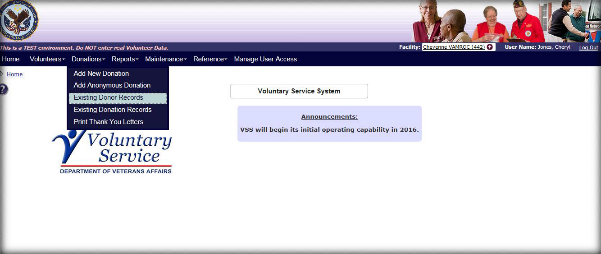 This is a TEST environment. Do NOT enter real Volunteer Data.
Facility: Cheyenne VAMROC (442) User Name: Jones, Cheryl Log Out
Home Volunteers Donations Reports Maintenance Reference Manage User Access
Home
Add New Donation
Add Anonymous Donation
Existing Donor Records
Existing Donation Records
Print Thank You Letters
Voluntary Service System
Announcements:
VSS will begin its initial operating capability in 2016.
Voluntary
Service
DEPARTMENT OF VETERANS AFFAIRS